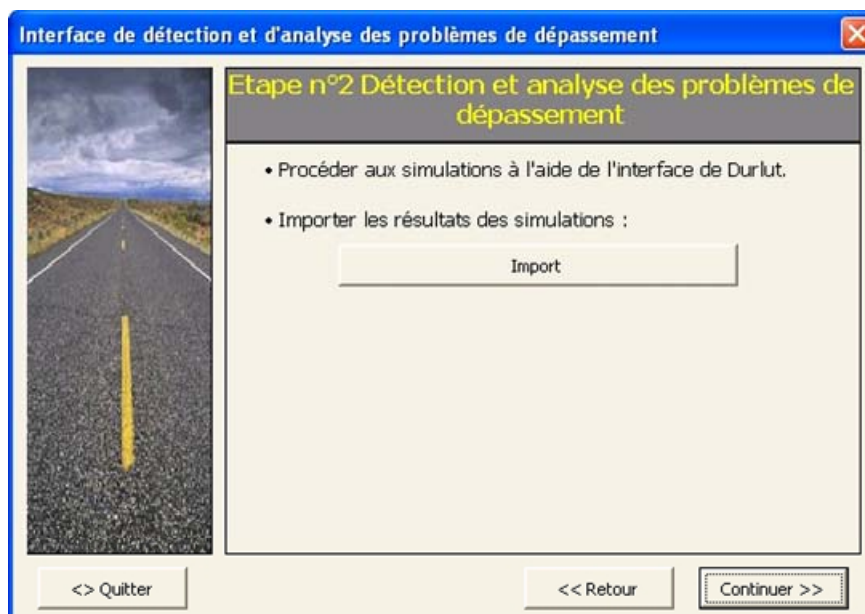 Interface de détection et d'analyse des problèmes de dépassement
Etape n°2 Détection et analyse des problèmes de
dépassement
• Procéder aux simulations à l'aide de l'interface de Durlut.
• Importer les résultats des simulations :
Import
<> Quitter
<< Retour
Continuer >>